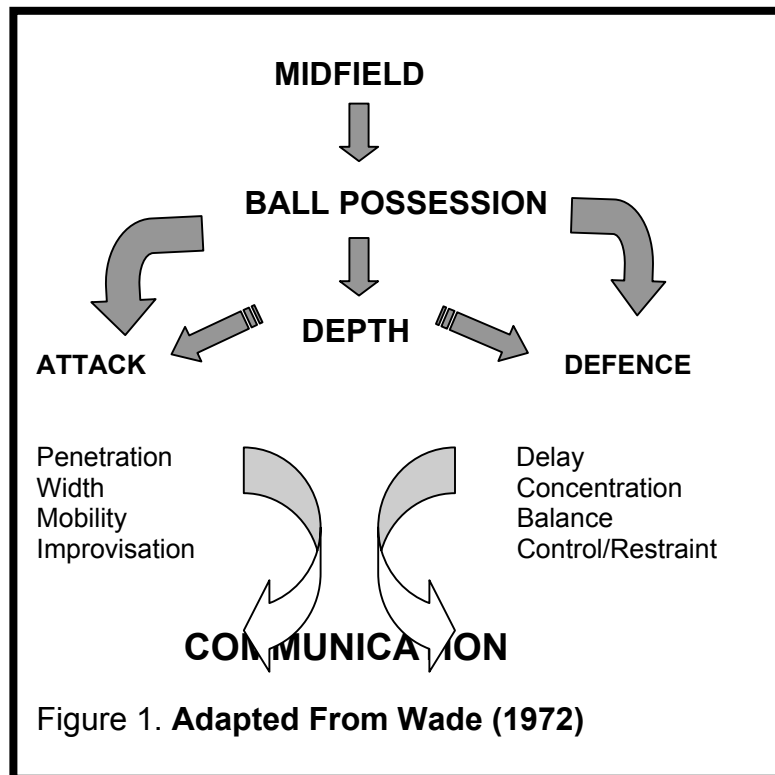 MIDFIELD
BALL POSSESSION
DEPTH
ATTACK
DEFENCE
Penetration
Width
Mobility
Improvisation
Delay
Concentration
Balance
Control/Restraint
COMMUNICATION
Figure 1. Adapted From Wade (1972)